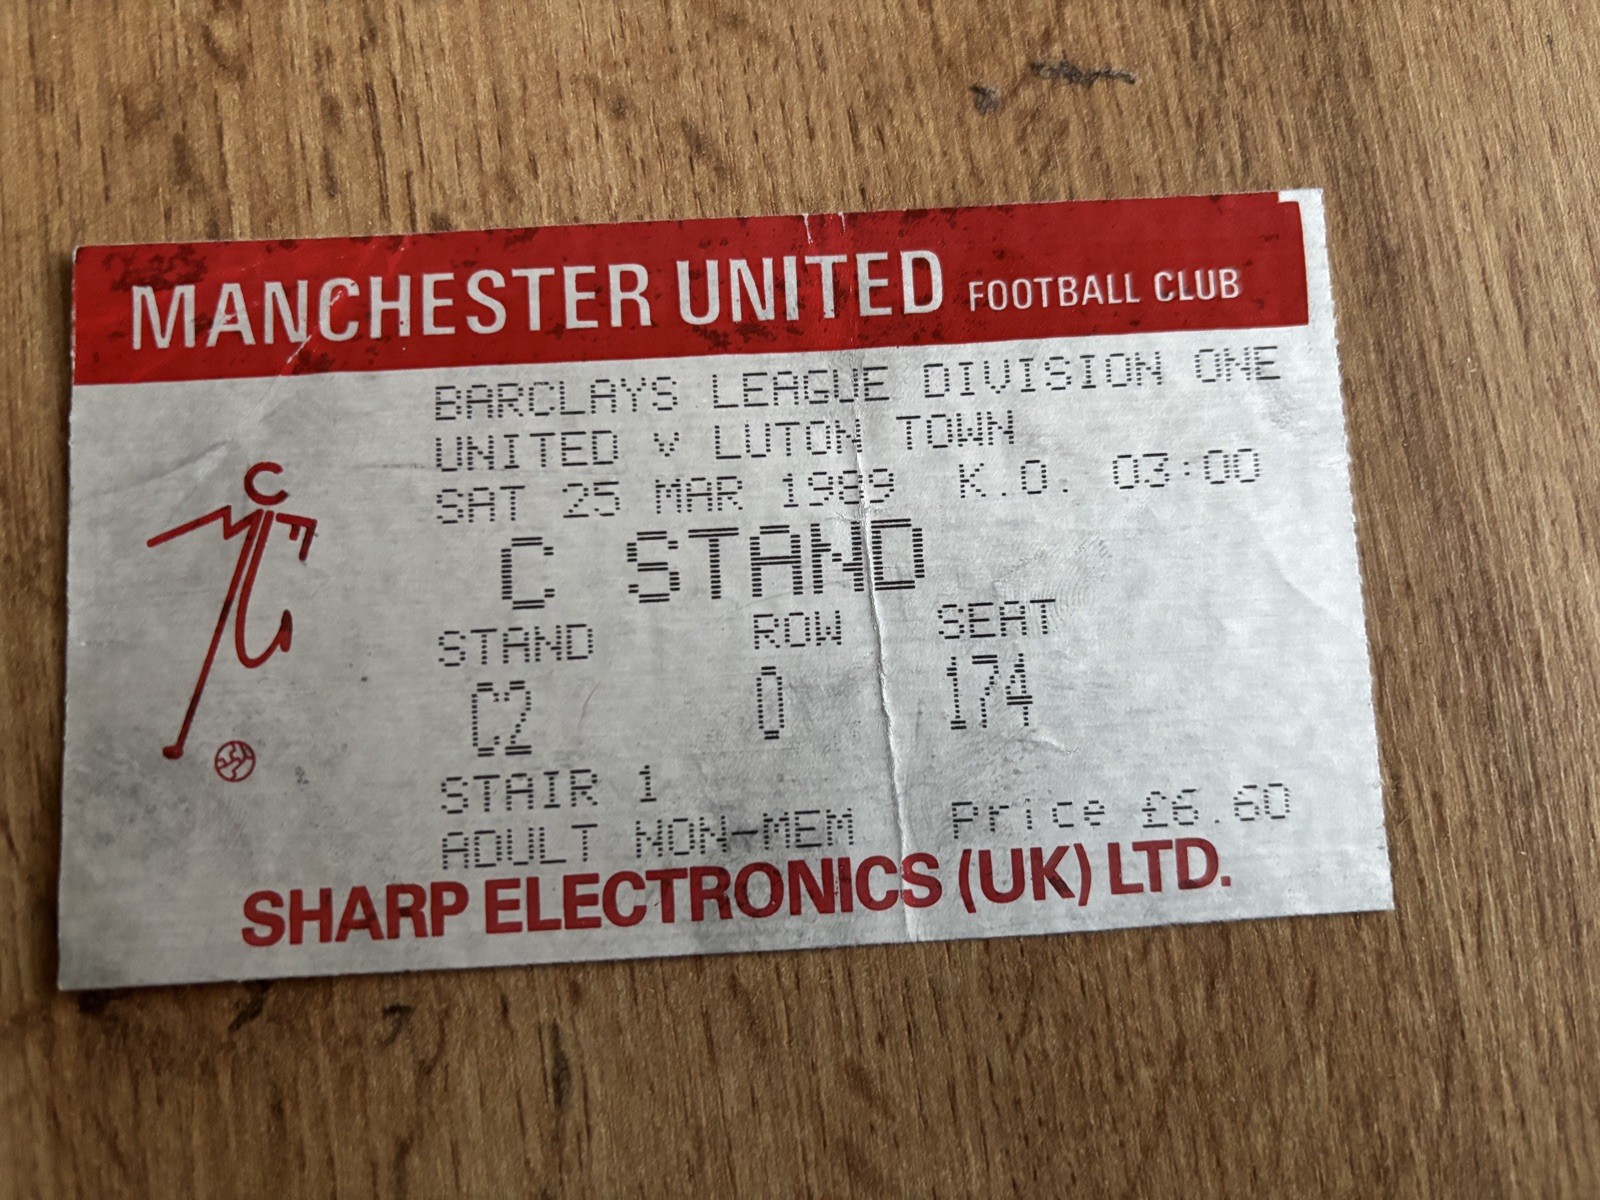 MANCHESTER UNITED FOOTBALL CLUB
BARCLAYS LEAGUE DIVISION ONE
UNITED v LUTON TOWN
SAT 25 MAR 1989 K.O. 03:00
C STAND
STAND ROW SEAT
C2 0 174
STAIR 1
ADULT NON-MEM Price £6.60
SHARP ELECTRONICS (UK) LTD.
MUFC